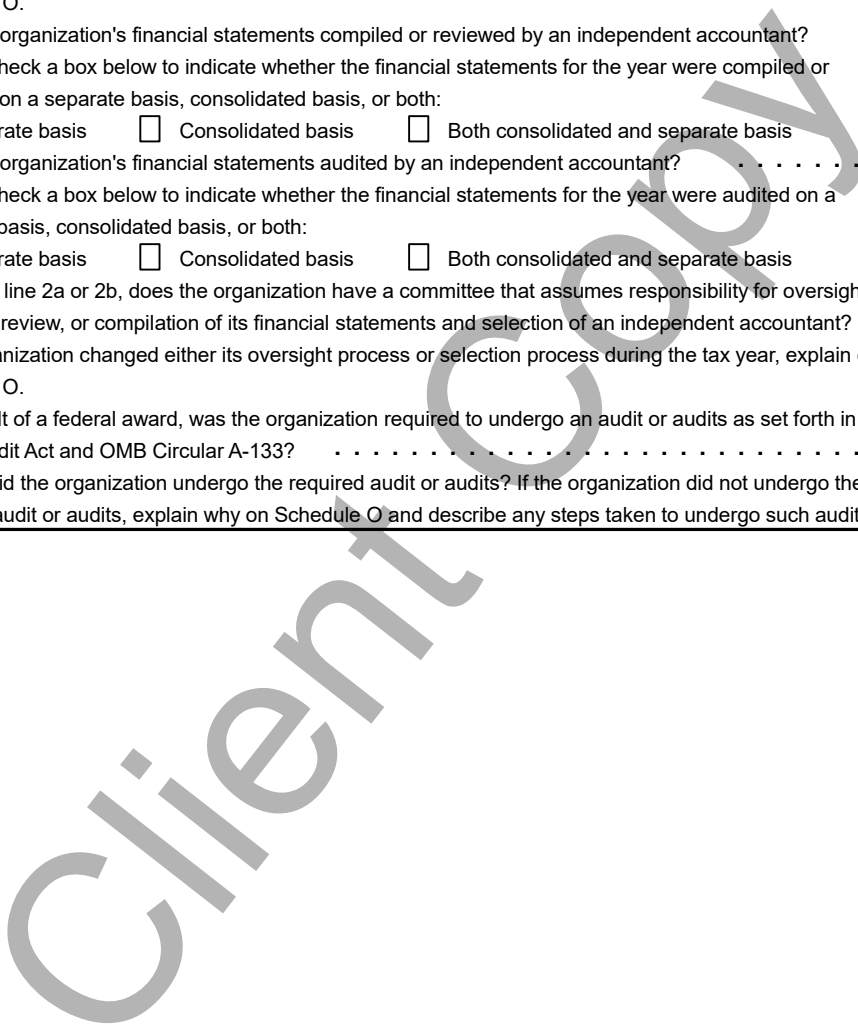 O.
organization's financial statements compiled or reviewed by an independent accountant?
heck a box below to indicate whether the financial statements for the year were compiled or
on a separate basis, consolidated basis, or both:
rate basis Consolidated basis Both consolidated and separate basis
organization's financial statements audited by an independent accountant? . . . . . . .
heck a box below to indicate whether the financial statements for the year were audited on a
basis, consolidated basis, or both:
rate basis Consolidated basis Both consolidated and separate basis
line 2a or 2b, does the organization have a committee that assumes responsibility for oversigh
review, or compilation of its financial statements and selection of an independent accountant?
nization changed either its oversight process or selection process during the tax year, explain
O.
lt of a federal award, was the organization required to undergo an audit or audits as set forth in
dit Act and OMB Circular A-133? . . . . . . . . . . . . . . . . . . . . . . . . . . . .
id the organization undergo the required audit or audits? If the organization did not undergo the
audit or audits, explain why on Schedule O and describe any steps taken to undergo such audit
Client Copy